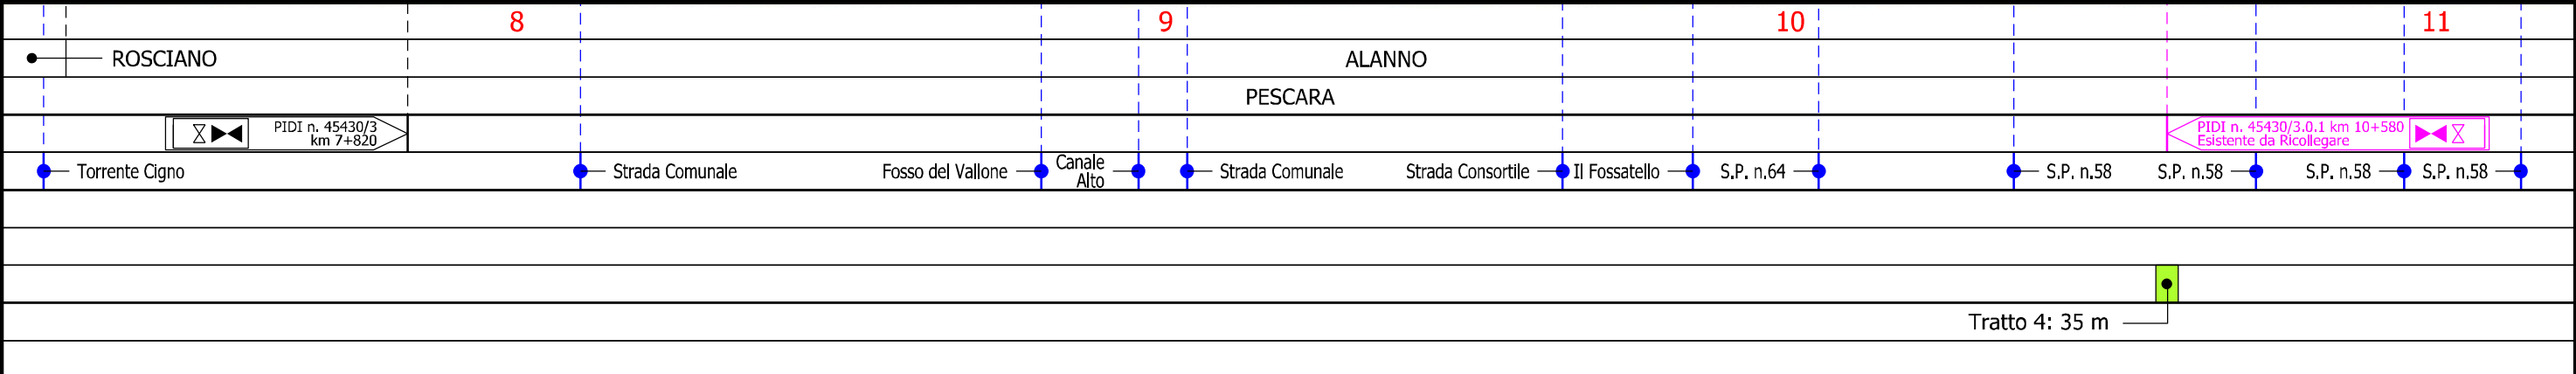 8 9 10 11
ROSCIANO ALANNO
PESCARA
PIDI n. 45430/3
km 7+820
PIDI n. 45430/3.0.1 km 10+580
Esistente da Ricollegare
Torrente Cigno
Strada Comunale
Fosso del Vallone
Canale
Alto
Strada Comunale
Strada Consortile
Il Fossatello
S.P. n.64
S.P. n.58
S.P. n.58
S.P. n.58
S.P. n.58
Tratto 4: 35 m